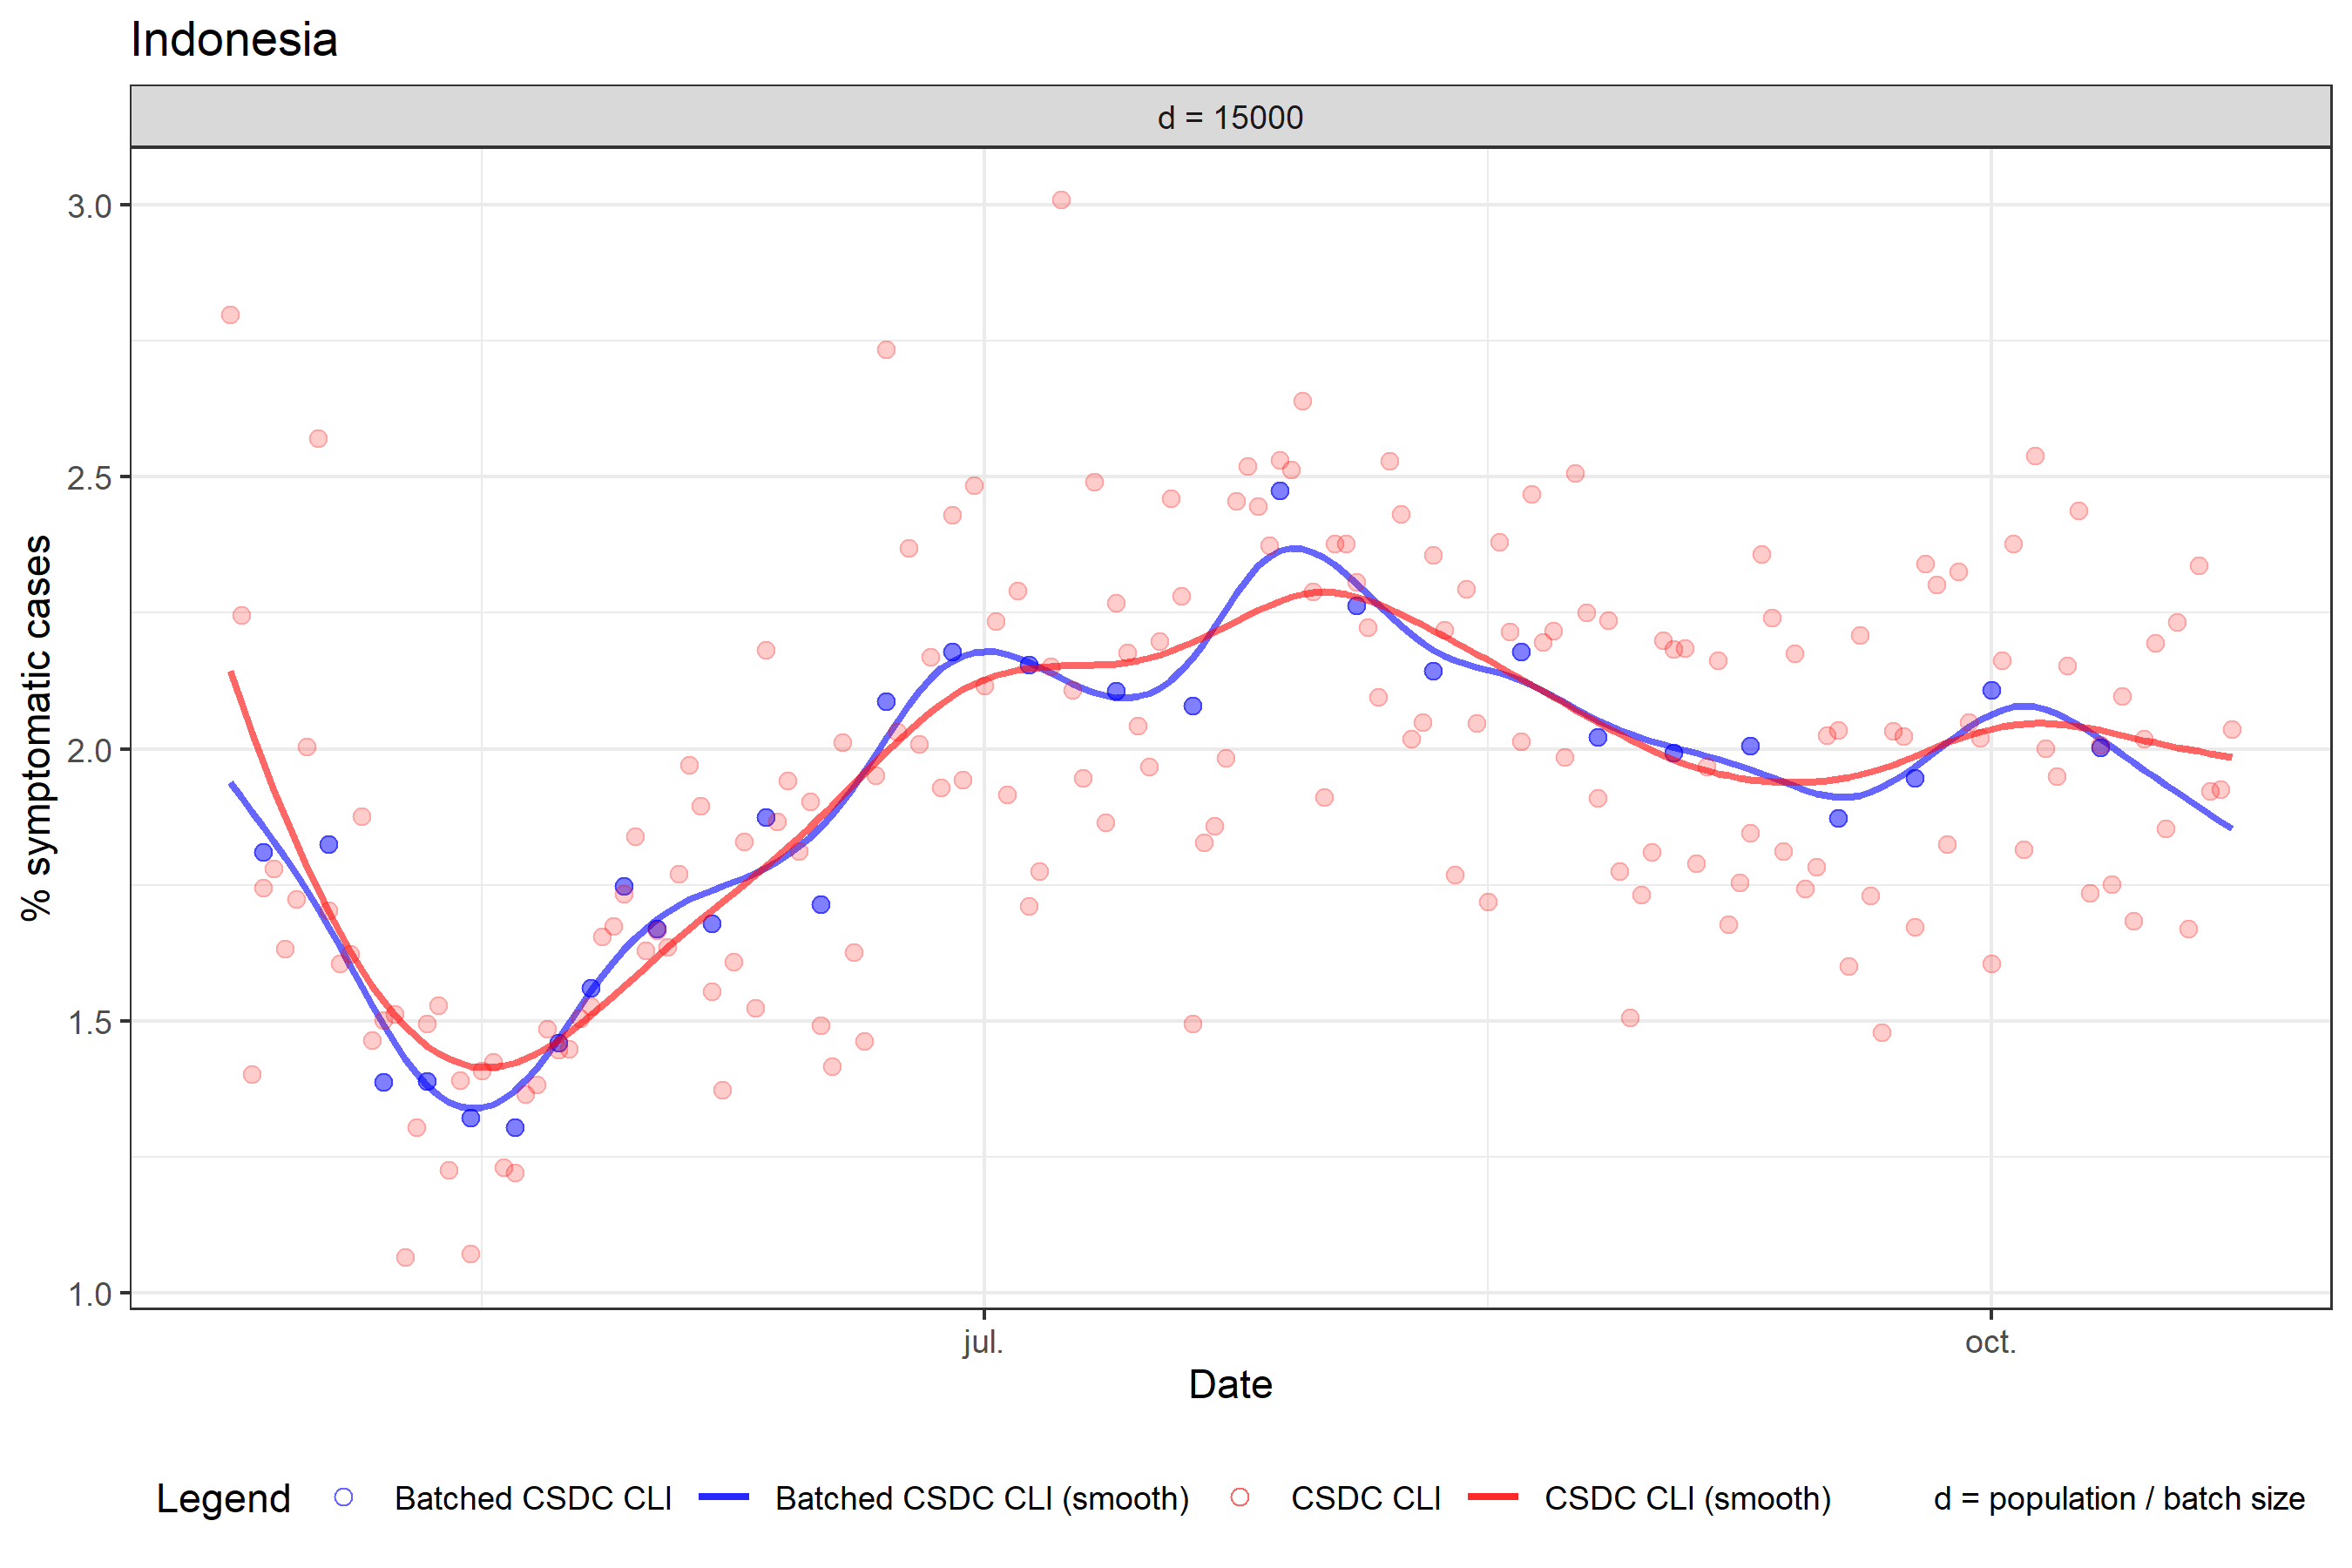 Indonesia
d = 15000
% symptomatic cases
3.0
2.5
2.0
1.5
1.0
jul.
oct.
Date
Legend Batched CSDC CLI Batched CSDC CLI (smooth) CSDC CLI CSDC CLI (smooth) d = population / batch size